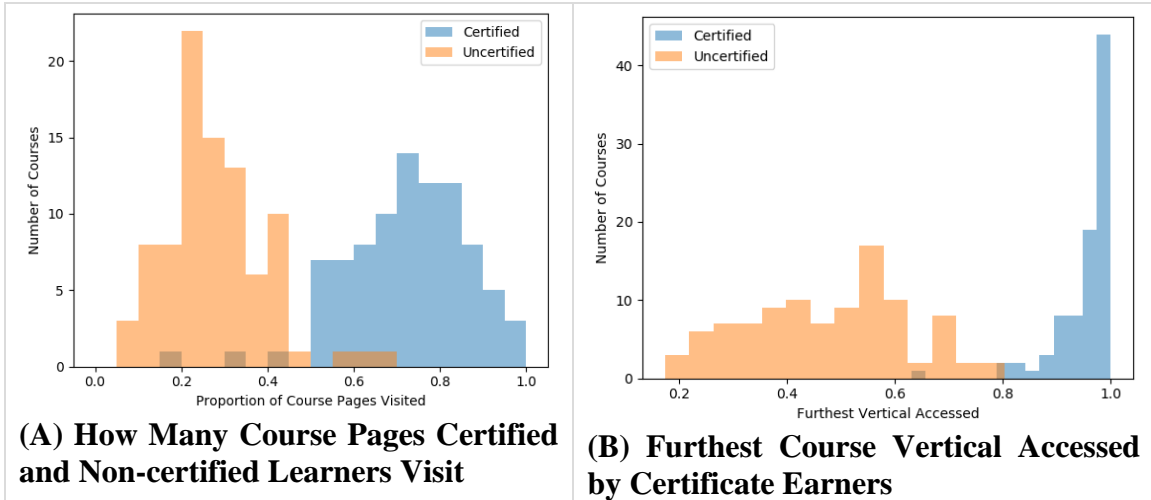 Certified
Uncertified
20
15
10
5
0
Number of Courses
0.0 0.2 0.4 0.6 0.8 1.0
Proportion of Course Pages Visited
(A) How Many Course Pages Certified
and Non-certified Learners Visit
Certified
Uncertified
40
30
20
10
0
Number of Courses
0.2 0.4 0.6 0.8 1.0
Furthest Vertical Accessed
(B) Furthest Course Vertical Accessed
by Certificate Earners